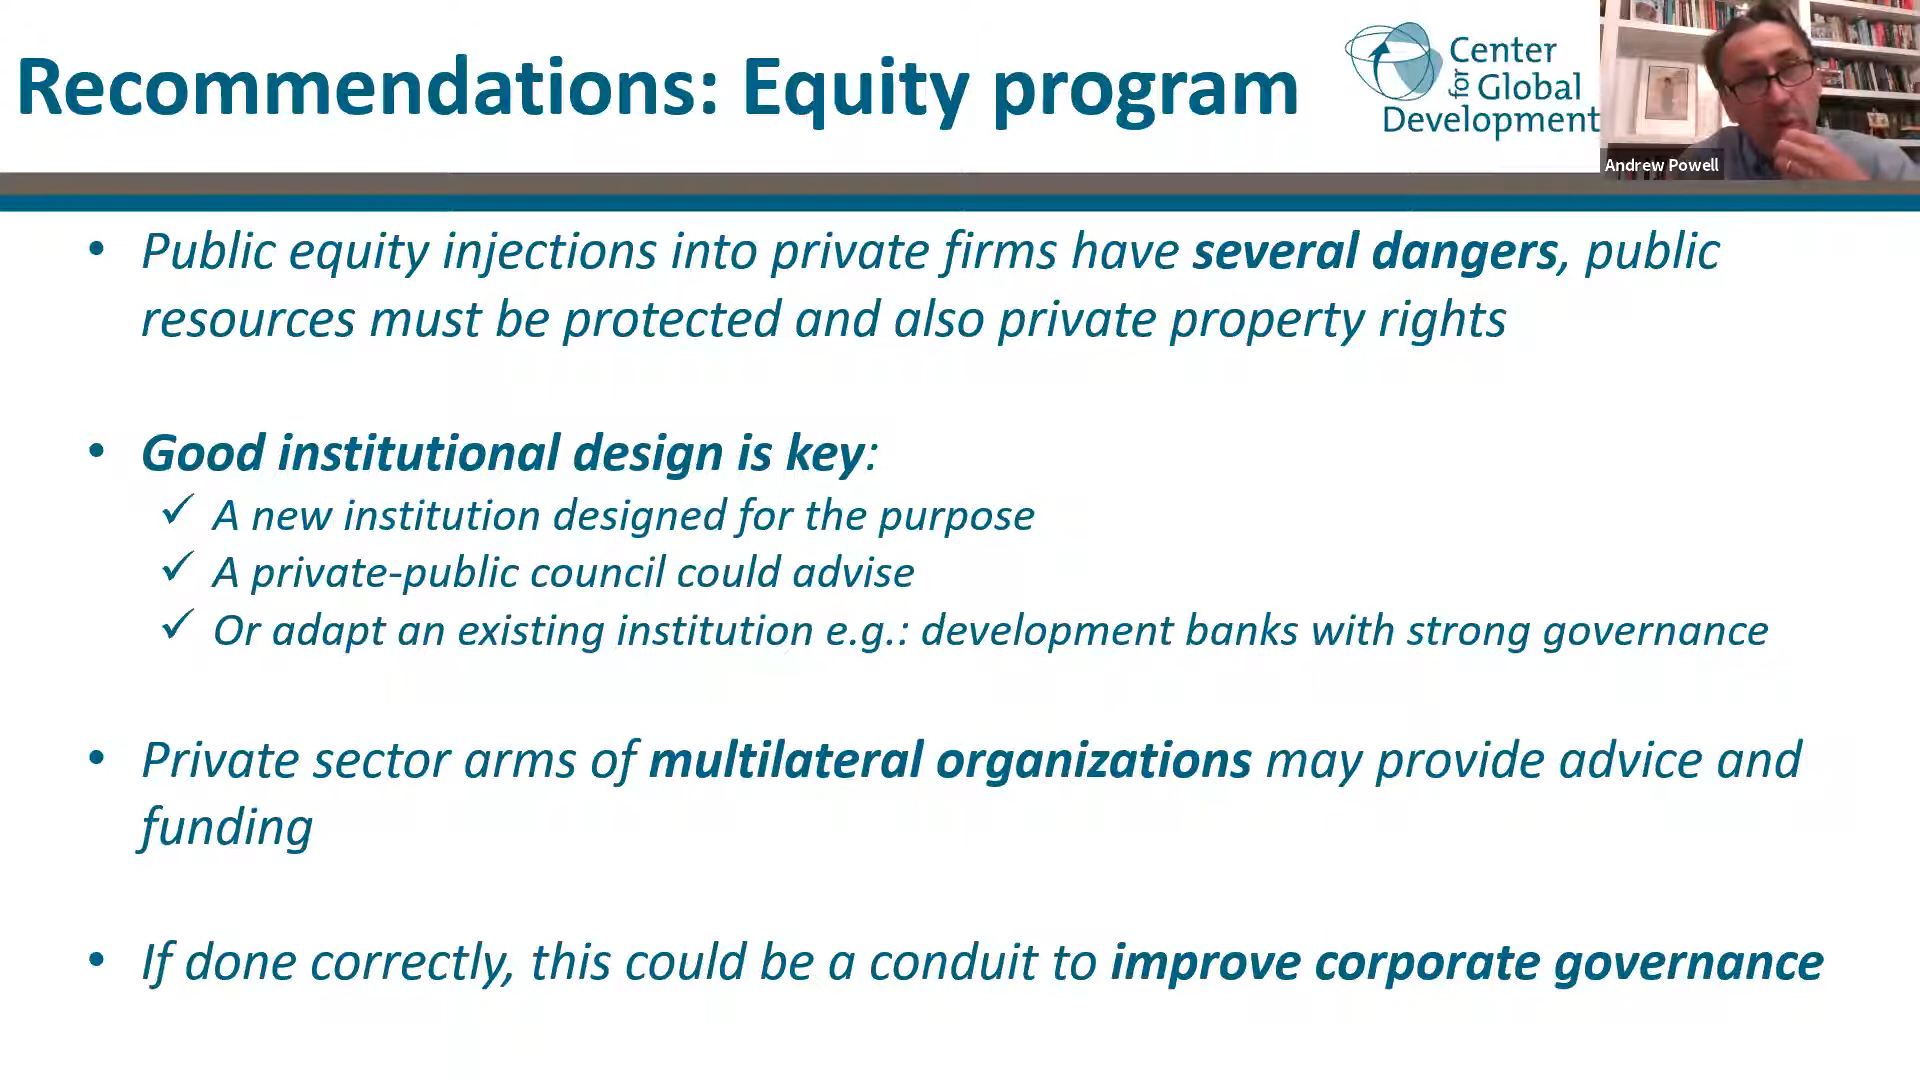 Recommendations: Equity program
Center
for Global
Development
Andrew Powell
• Public equity injections into private firms have several dangers, public
resources must be protected and also private property rights
• Good institutional design is key:
✓ A new institution designed for the purpose
✓ A private-public council could advise
✓ Or adapt an existing institution e.g.: development banks with strong governance
• Private sector arms of multilateral organizations may provide advice and
funding
• If done correctly, this could be a conduit to improve corporate governance